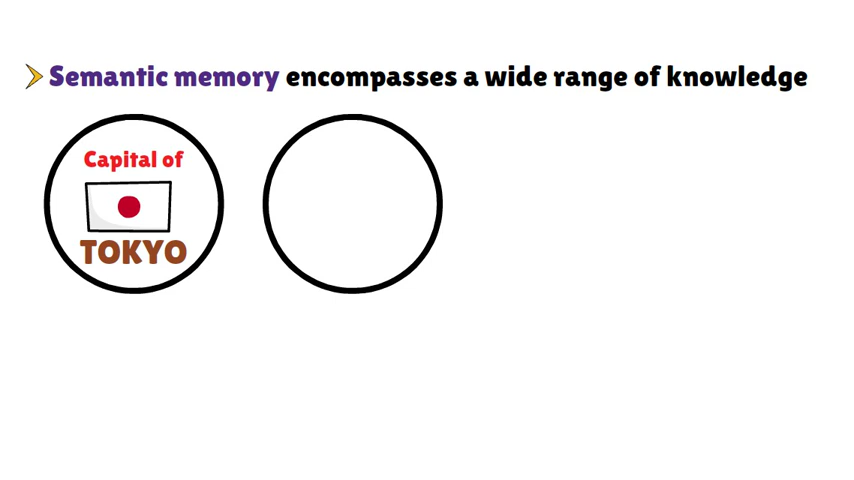 Semantic memory encompasses a wide range of knowledge
Capital of
TOKYO